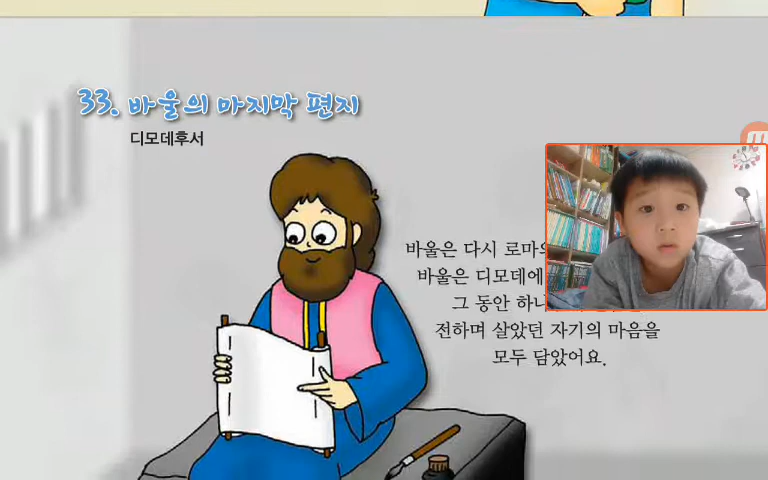 33. 바울의 마지막 편지
디모데후서
바울은 다시 로마
바울은 디모데에
그 동안 하나
전하며 살았던 자기의 마음을
모두 담았어요.